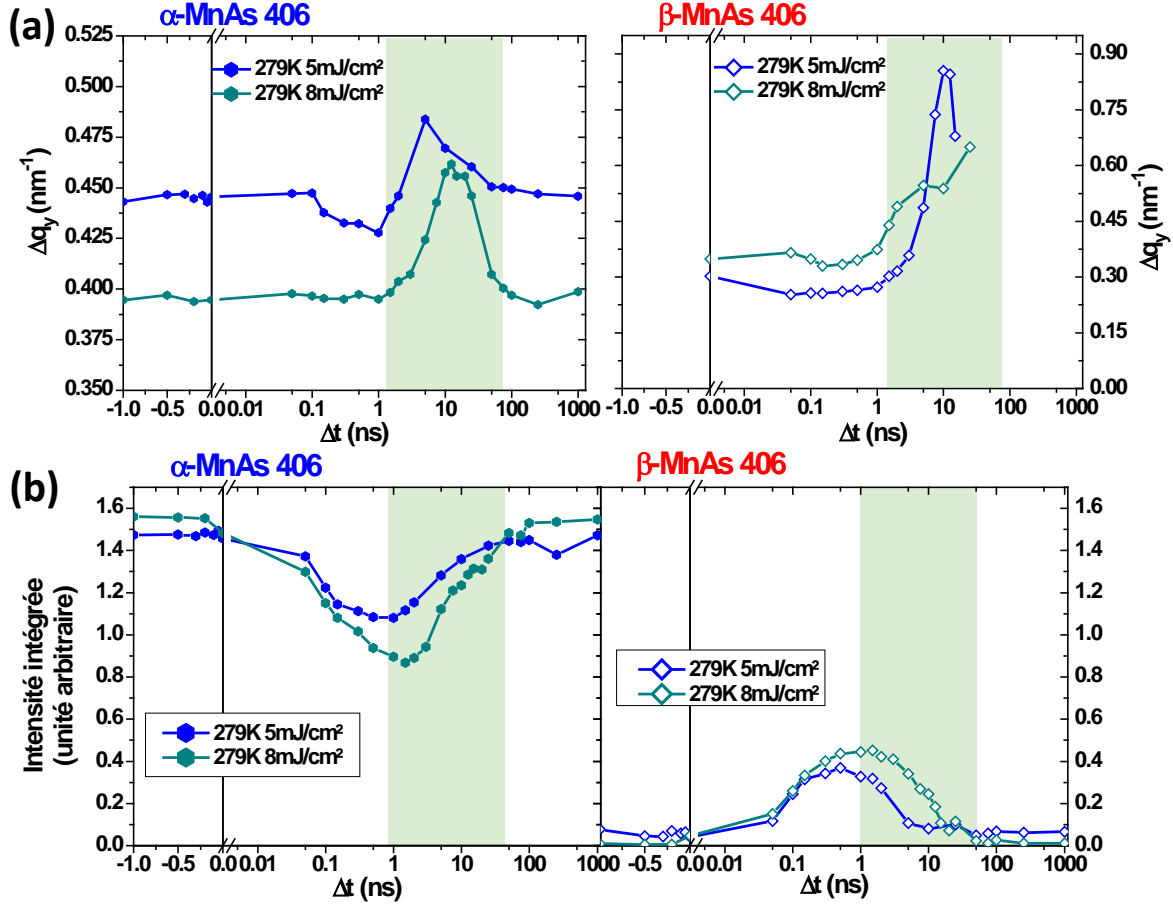 (a)
α-MnAs 406
β-MnAs 406
0.525
0.500
0.475
0.450
0.425
0.400
0.375
0.350
Δqy (nm⁻¹)
279K 5mJ/cm²
279K 8mJ/cm²
-1.0 -0.5 0.0 0.01 0.1 1 10 100 1000
Δt (ns)
279K 5mJ/cm²
279K 8mJ/cm²
0.90
0.75
0.60
0.45
0.30
0.15
0.00
Δqy (nm⁻¹)
-1.0 -0.5 0.0 0.01 0.1 1 10 100 1000
Δt (ns)
(b)
α-MnAs 406
β-MnAs 406
1.6
1.4
1.2
1.0
0.8
0.6
0.4
0.2
0.0
Intensité intégrée
(unité arbitraire)
279K 5mJ/cm²
279K 8mJ/cm²
-1.0 -0.5 0.0 0.01 0.1 1 10 100 1000
Δt (ns)
279K 5mJ/cm²
279K 8mJ/cm²
1.6
1.4
1.2
1.0
0.8
0.6
0.4
0.2
0.0
-0.5 0.0 0.01 0.1 1 10 100 1000
Δt (ns)